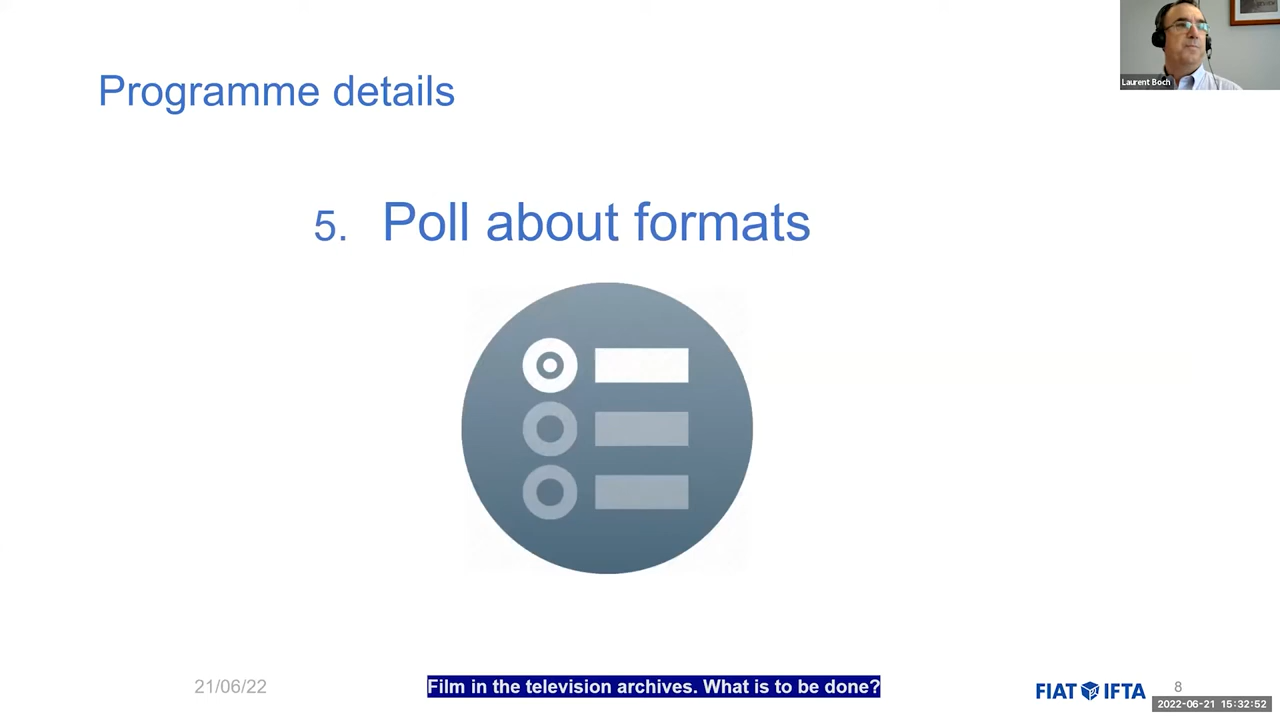 Laurent Boch
Programme details
5. Poll about formats
21/06/22
Film in the television archives. What is to be done?
FIAT IFTA
8
2022-06-21 15:32:52